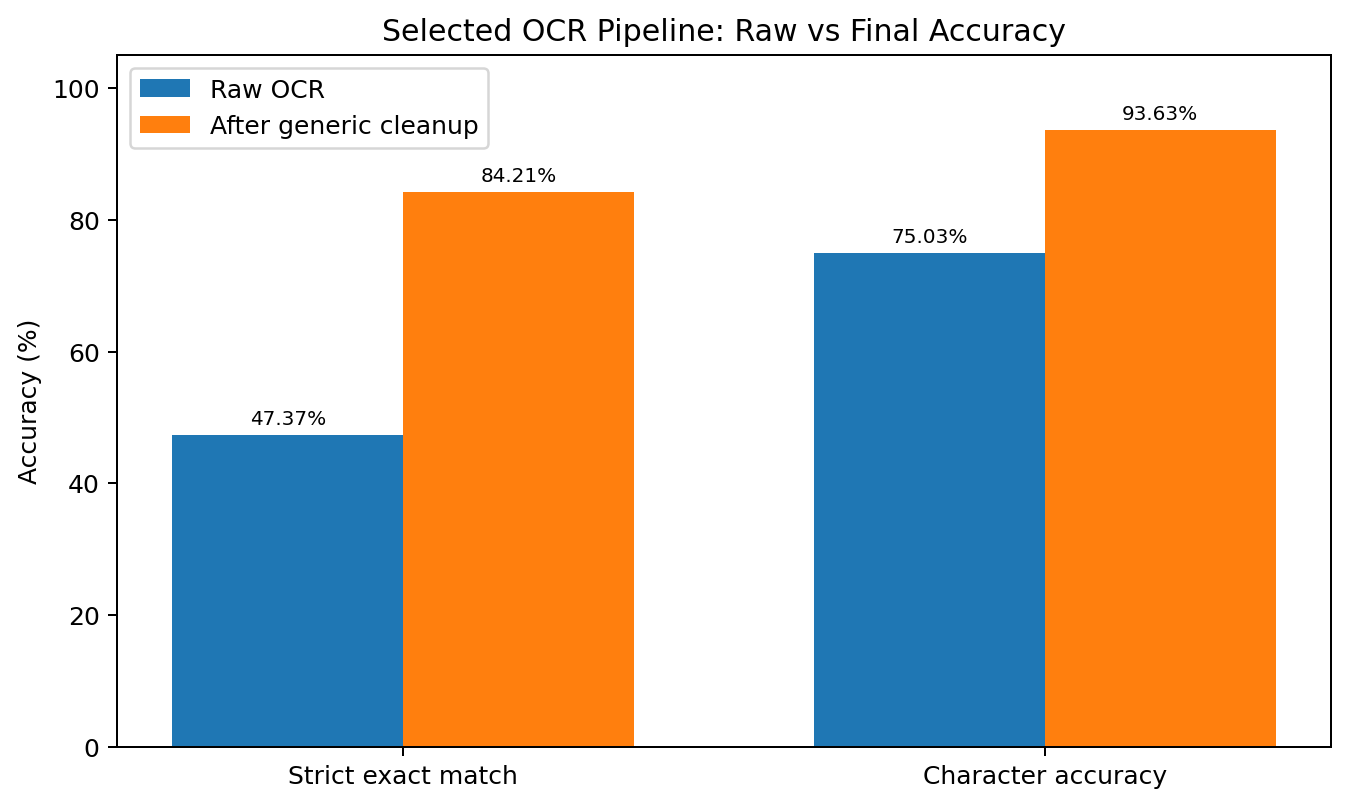 Selected OCR Pipeline: Raw vs Final Accuracy
Raw OCR
After generic cleanup
100
80
60
40
20
0
Accuracy (%)
47.37%
84.21%
75.03%
93.63%
Strict exact match
Character accuracy